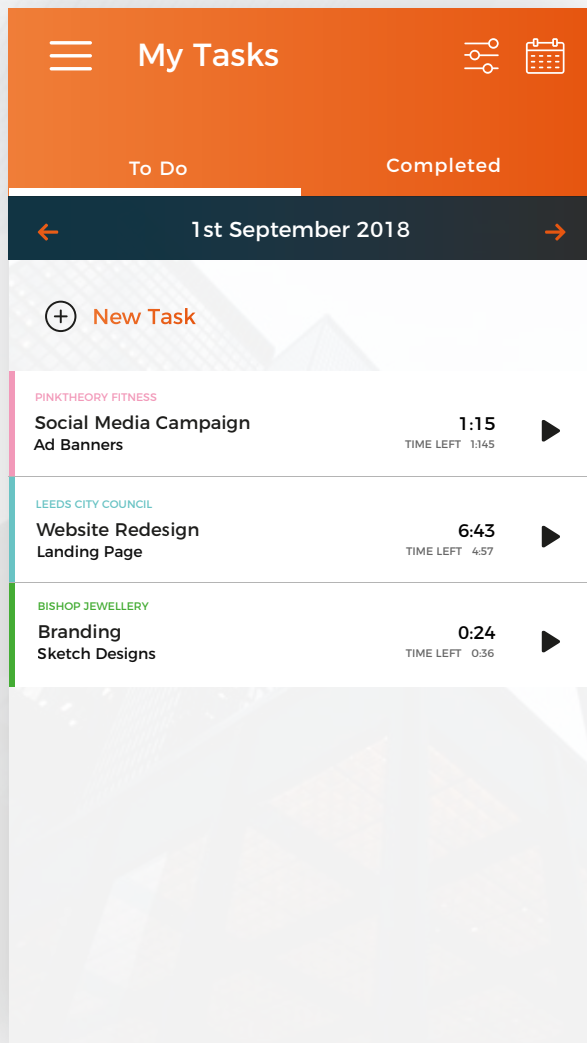 My Tasks
To Do
Completed
1st September 2018
New Task
PINKTHEORY FITNESS
Social Media Campaign
1:15
Ad Banners
TIME LEFT 1:145
LEEDS CITY COUNCIL
Website Redesign
6:43
Landing Page
TIME LEFT 4:57
BISHOP JEWELLERY
Branding
0:24
Sketch Designs
TIME LEFT 0:36